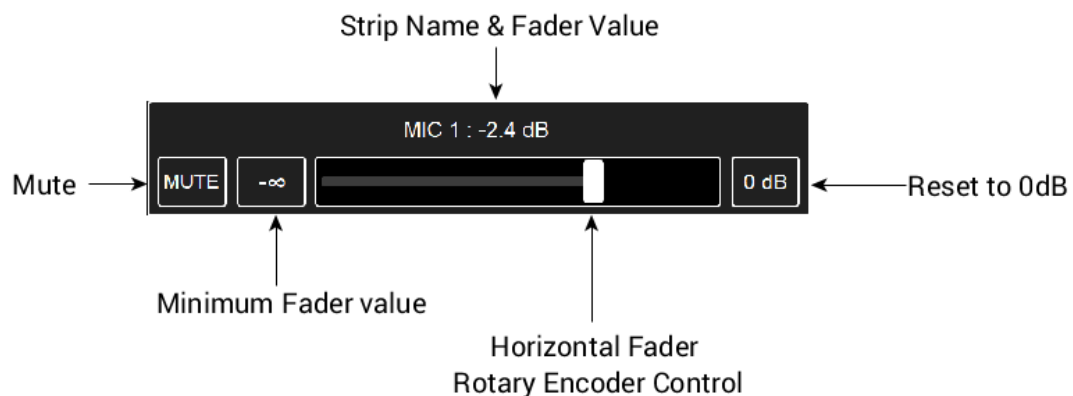 Strip Name & Fader Value
MIC 1 : -2.4 dB
Mute
MUTE
-∞
0 dB
Reset to 0dB
Minimum Fader value
Horizontal Fader
Rotary Encoder Control